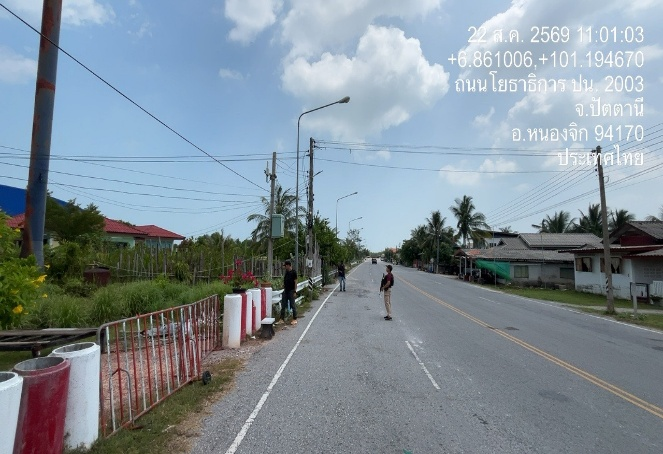 22 ส.ค. 2569 11:01:03
+6.861006,+101.194670
ถนนโยธาธิการ ปน. 2003
จ.ปัตตานี
อ.หนองจิก 94170
ประเทศไทย